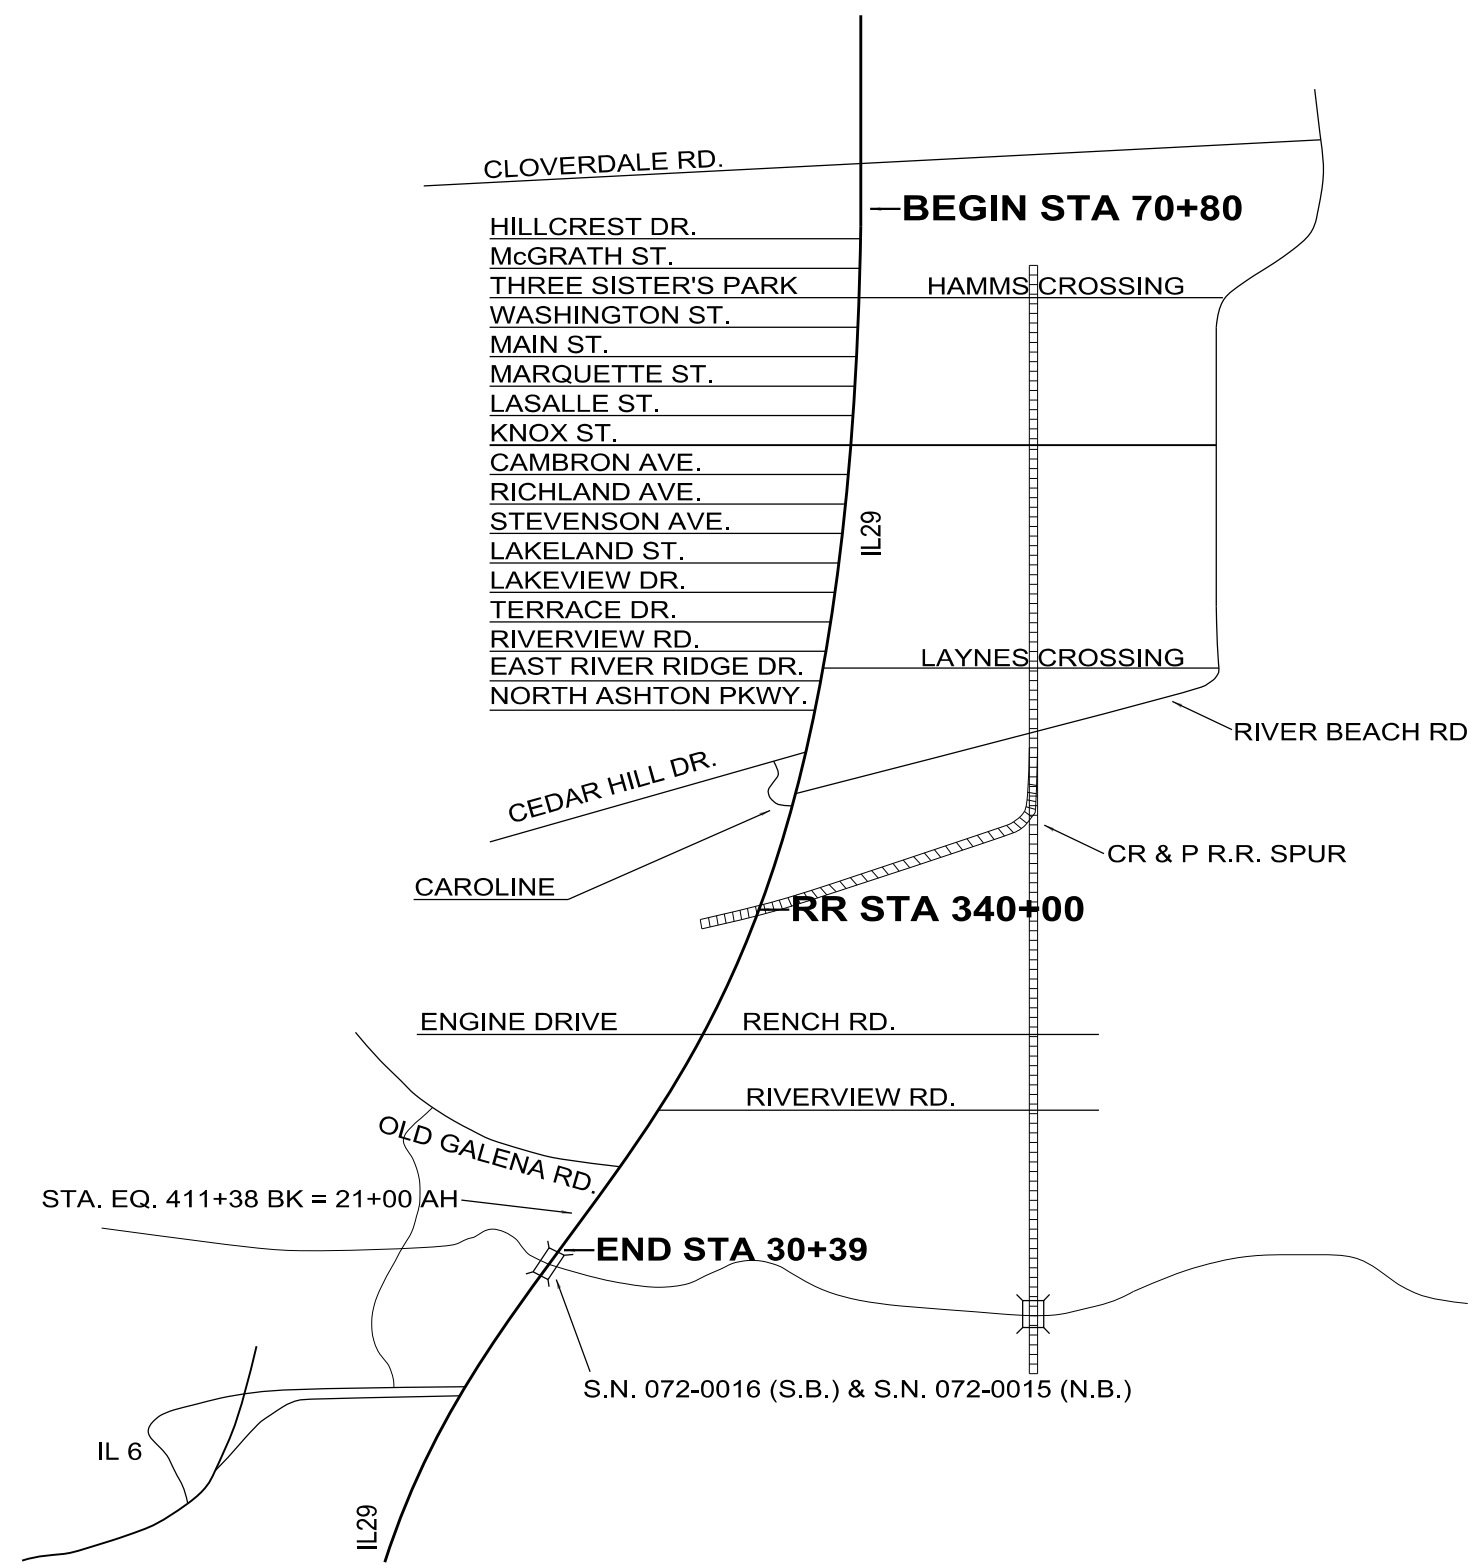 CLOVERDALE RD.
BEGIN STA 70+80
HILLCREST DR.
McGRATH ST.
THREE SISTER'S PARK
HAMMS CROSSING
WASHINGTON ST.
MAIN ST.
MARQUETTE ST.
LASALLE ST.
KNOX ST.
CAMBRON AVE.
RICHLAND AVE.
STEVENSON AVE.
IL29
LAKELAND ST.
LAKEVIEW DR.
TERRACE DR.
RIVERVIEW RD.
EAST RIVER RIDGE DR.
LAYNES CROSSING
NORTH ASHTON PKWY.
RIVER BEACH RD
CEDAR HILL DR.
CR & P R.R. SPUR
CAROLINE
RR STA 340+00
ENGINE DRIVE
RENCH RD.
RIVERVIEW RD.
OLD GALENA RD.
STA. EQ. 411+38 BK = 21+00 AH
END STA 30+39
S.N. 072-0016 (S.B.) & S.N. 072-0015 (N.B.)
IL 6
IL29